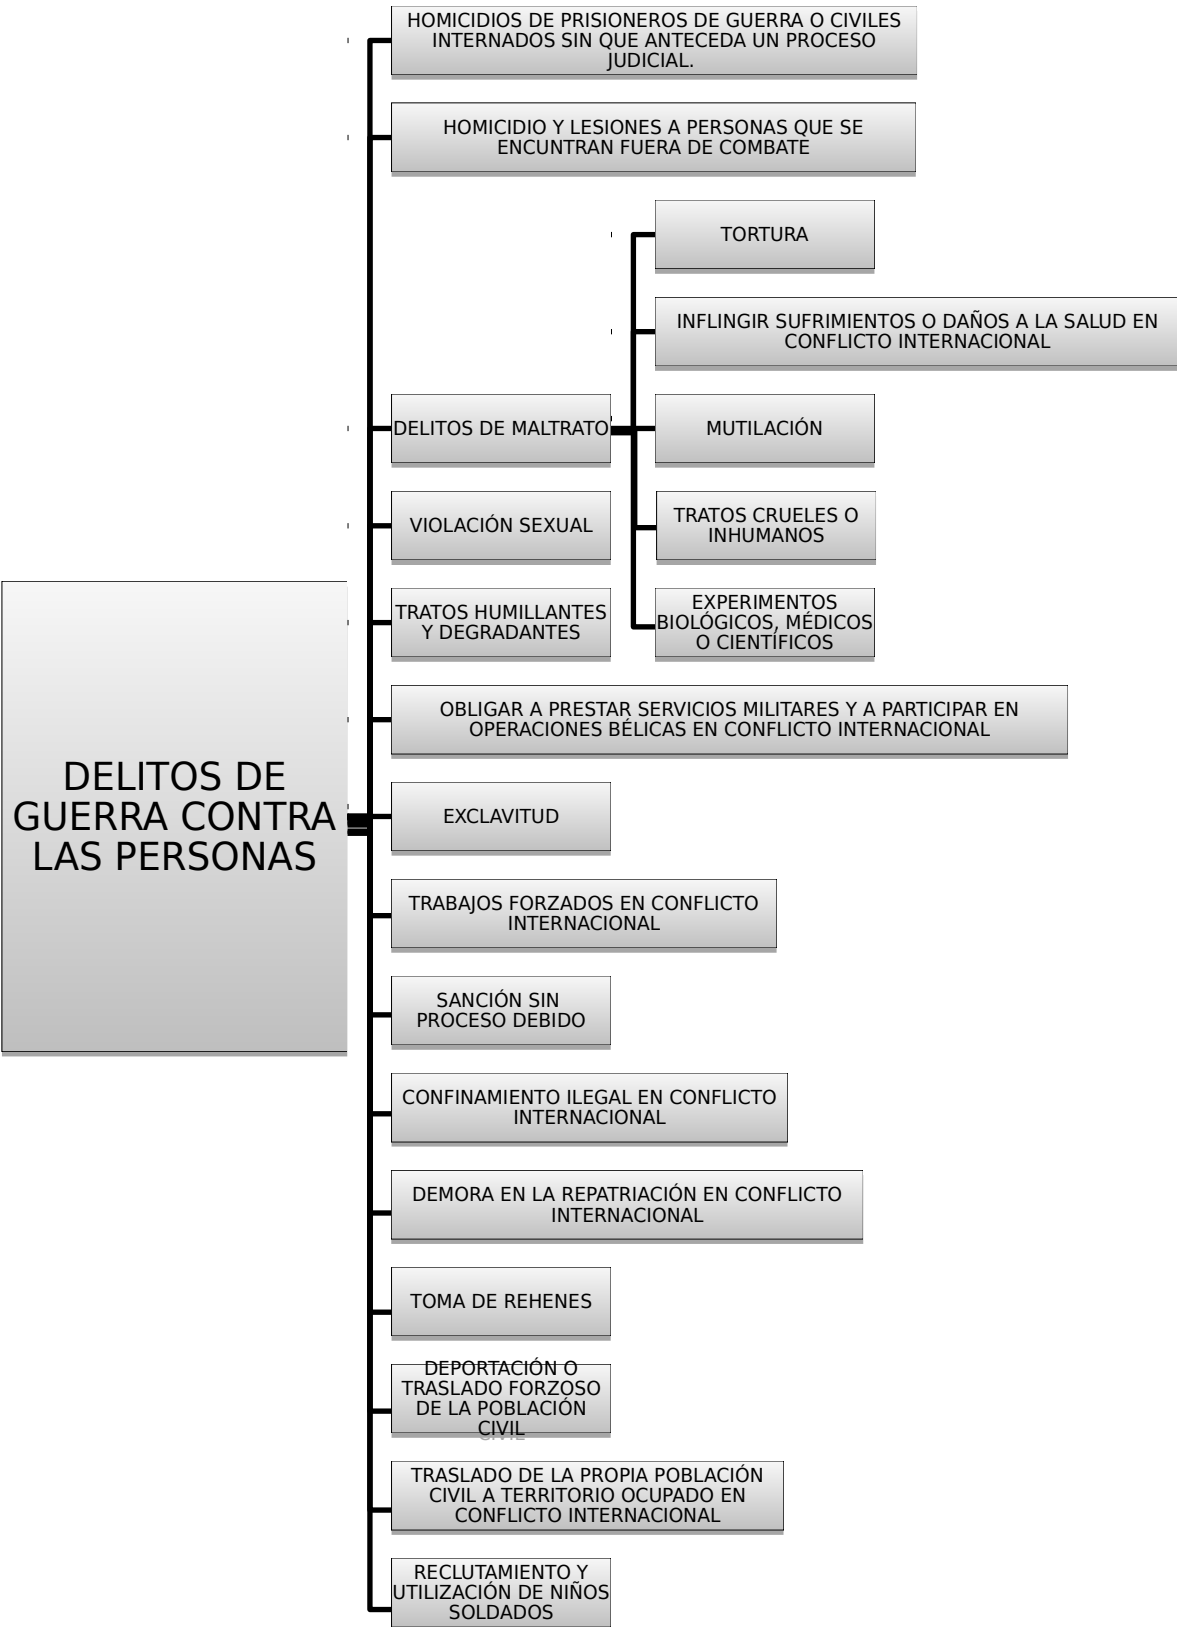 HOMICIDIOS DE PRISIONEROS DE GUERRA O CIVILES
INTERNADOS SIN QUE ANTECEDA UN PROCESO
JUDICIAL.
HOMICIDIO Y LESIONES A PERSONAS QUE SE
ENCUNTRAN FUERA DE COMBATE
TORTURA
INFLINGIR SUFRIMIENTOS O DAÑOS A LA SALUD EN
CONFLICTO INTERNACIONAL
DELITOS DE MALTRATO
MUTILACIÓN
VIOLACIÓN SEXUAL
TRATOS CRUELES O
INHUMANOS
TRATOS HUMILLANTES
Y DEGRADANTES
EXPERIMENTOS
BIOLÓGICOS, MÉDICOS
O CIENTÍFICOS
OBLIGAR A PRESTAR SERVICIOS MILITARES Y A PARTICIPAR EN
OPERACIONES BÉLICAS EN CONFLICTO INTERNACIONAL
DELITOS DE
GUERRA CONTRA
LAS PERSONAS
EXCLAVITUD
TRABAJOS FORZADOS EN CONFLICTO
INTERNACIONAL
SANCIÓN SIN
PROCESO DEBIDO
CONFINAMIENTO ILEGAL EN CONFLICTO
INTERNACIONAL
DEMORA EN LA REPATRIACIÓN EN CONFLICTO
INTERNACIONAL
TOMA DE REHENES
DEPORTACIÓN O
TRASLADO FORZOSO
DE LA POBLACIÓN
CIVIL
TRASLADO DE LA PROPIA POBLACIÓN
CIVIL A TERRITORIO OCUPADO EN
CONFLICTO INTERNACIONAL
RECLUTAMIENTO Y
UTILIZACIÓN DE NIÑOS
SOLDADOS